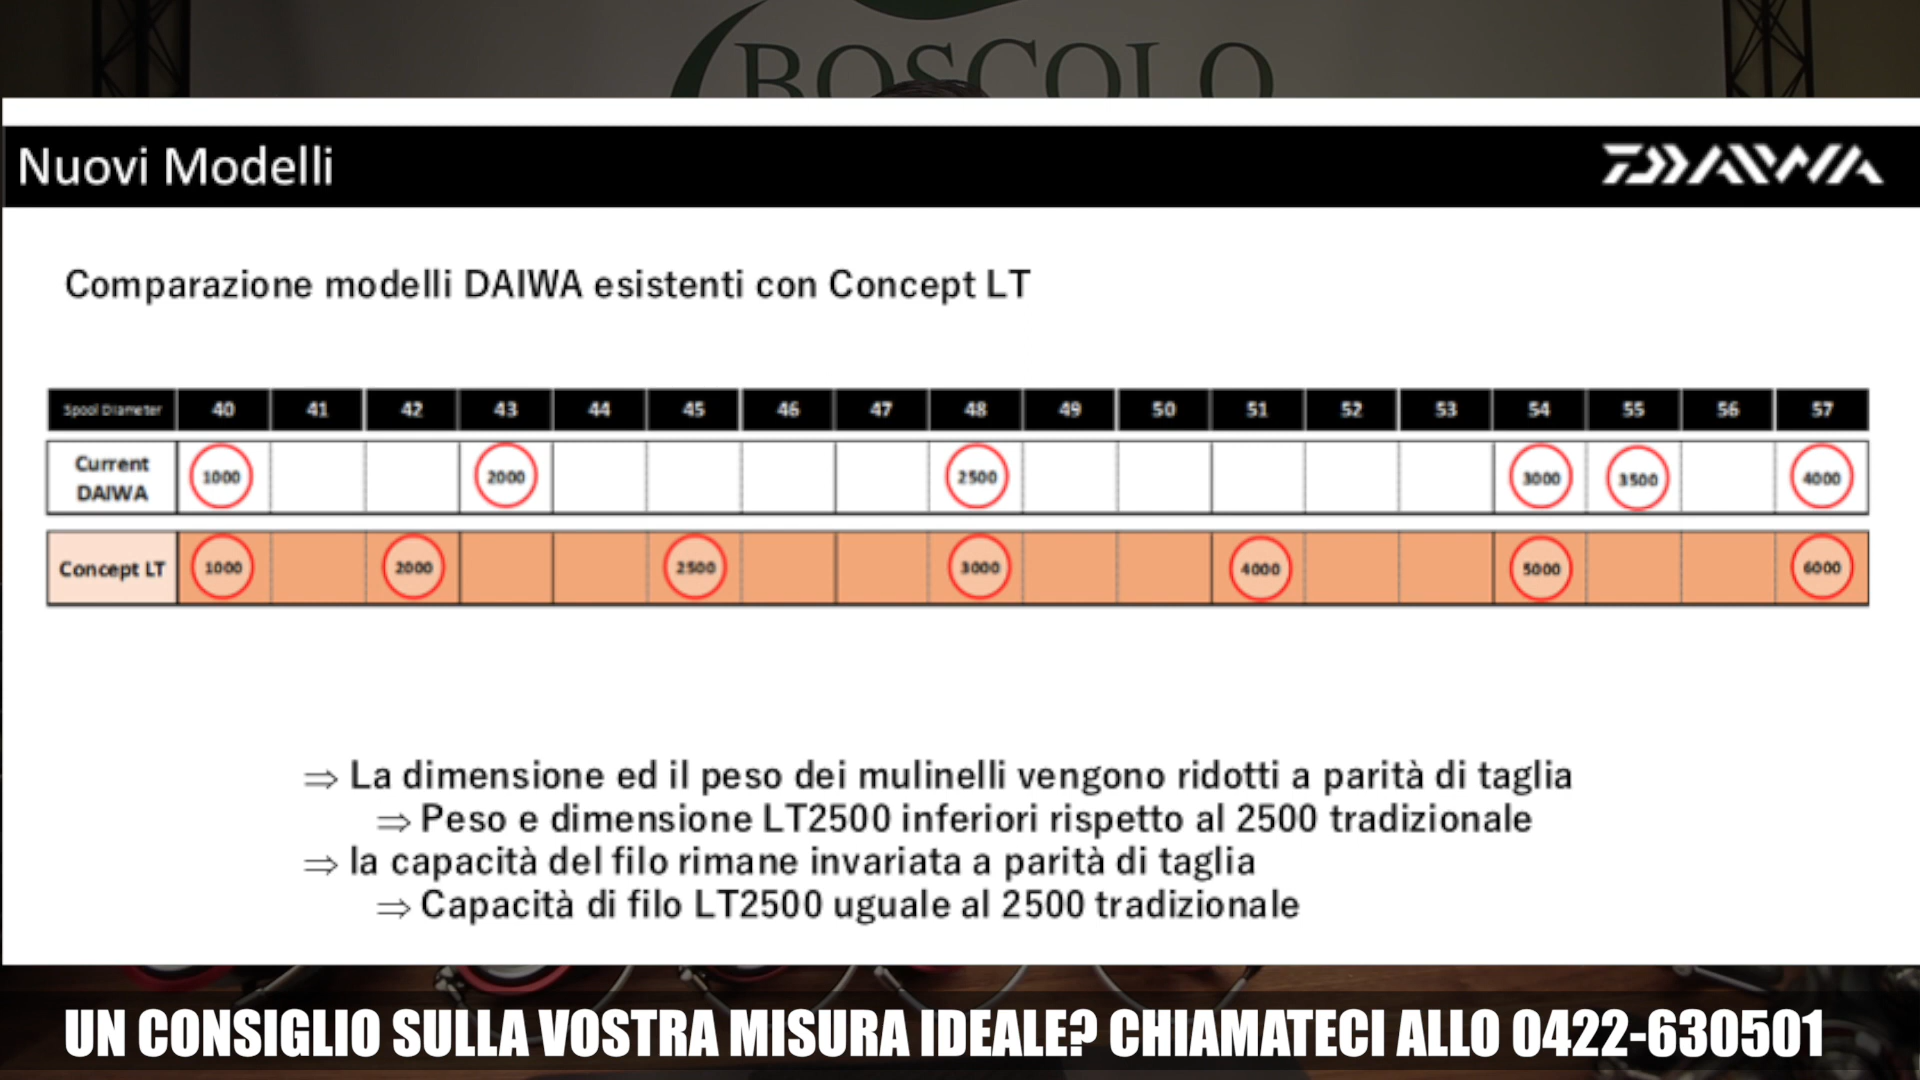 BOSCOLO
Nuovi Modelli
DAIWA
Comparazione modelli DAIWA esistenti con Concept LT
Spool Diameter 40 41 42 43 44 45 46 47 48 49 50 51 52 53 54 55 56 57
Current DAIWA 1000 2000 2500 3000 3500 4000
Concept LT 1000 2000 2500 3000 4000 5000 6000
⇒ La dimensione ed il peso dei mulinelli vengono ridotti a parità di taglia
⇒ Peso e dimensione LT2500 inferiori rispetto al 2500 tradizionale
⇒ la capacità del filo rimane invariata a parità di taglia
⇒ Capacità di filo LT2500 uguale al 2500 tradizionale
UN CONSIGLIO SULLA VOSTRA MISURA IDEALE? CHIAMATECI ALLO 0422-630501